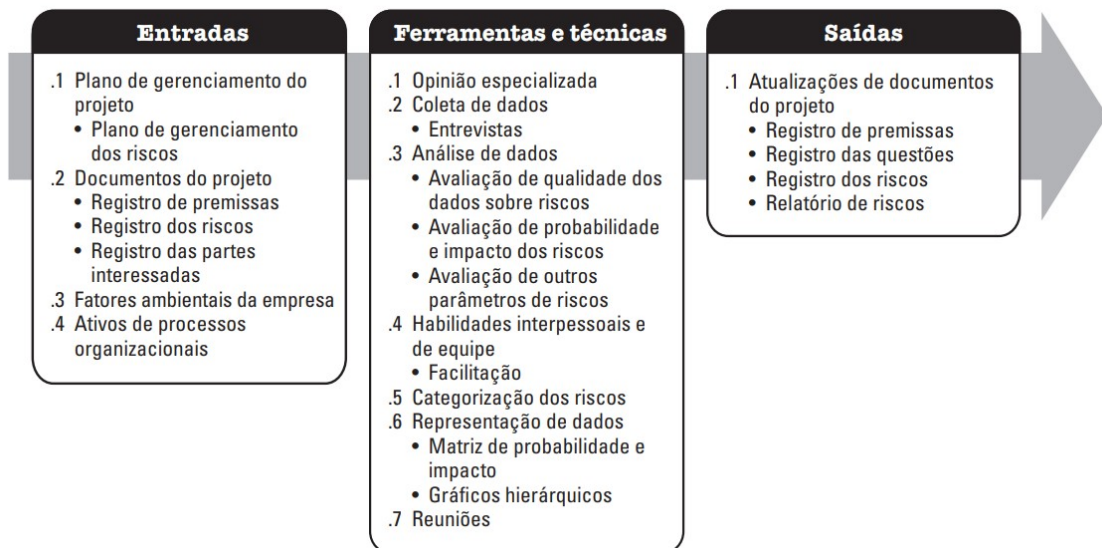 Entradas
.1 Plano de gerenciamento do
projeto
• Plano de gerenciamento
dos riscos
.2 Documentos do projeto
• Registro de premissas
• Registro dos riscos
• Registro das partes
interessadas
.3 Fatores ambientais da empresa
.4 Ativos de processos
organizacionais
Ferramentas e técnicas
.1 Opinião especializada
.2 Coleta de dados
• Entrevistas
.3 Análise de dados
• Avaliação de qualidade dos
dados sobre riscos
• Avaliação de probabilidade
e impacto dos riscos
• Avaliação de outros
parâmetros de riscos
.4 Habilidades interpessoais e
de equipe
• Facilitação
.5 Categorização dos riscos
.6 Representação de dados
• Matriz de probabilidade e
impacto
• Gráficos hierárquicos
.7 Reuniões
Saídas
.1 Atualizações de documentos
do projeto
• Registro de premissas
• Registro das questões
• Registro dos riscos
• Relatório de riscos